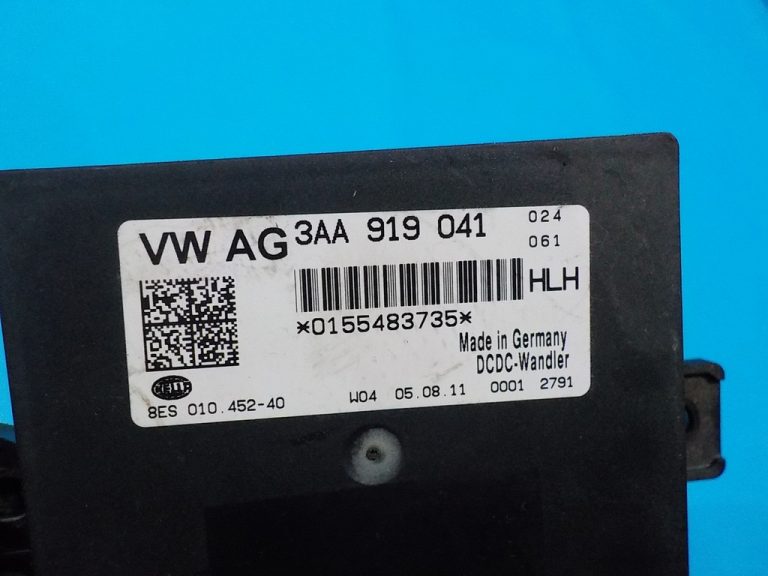 VW AG 3AA 919 041 024
061
HLH
*0155483735*
Made in Germany
DCDC-Wandler
HELLA
8ES 010.452-40 W04 05.08.11 0001 2791